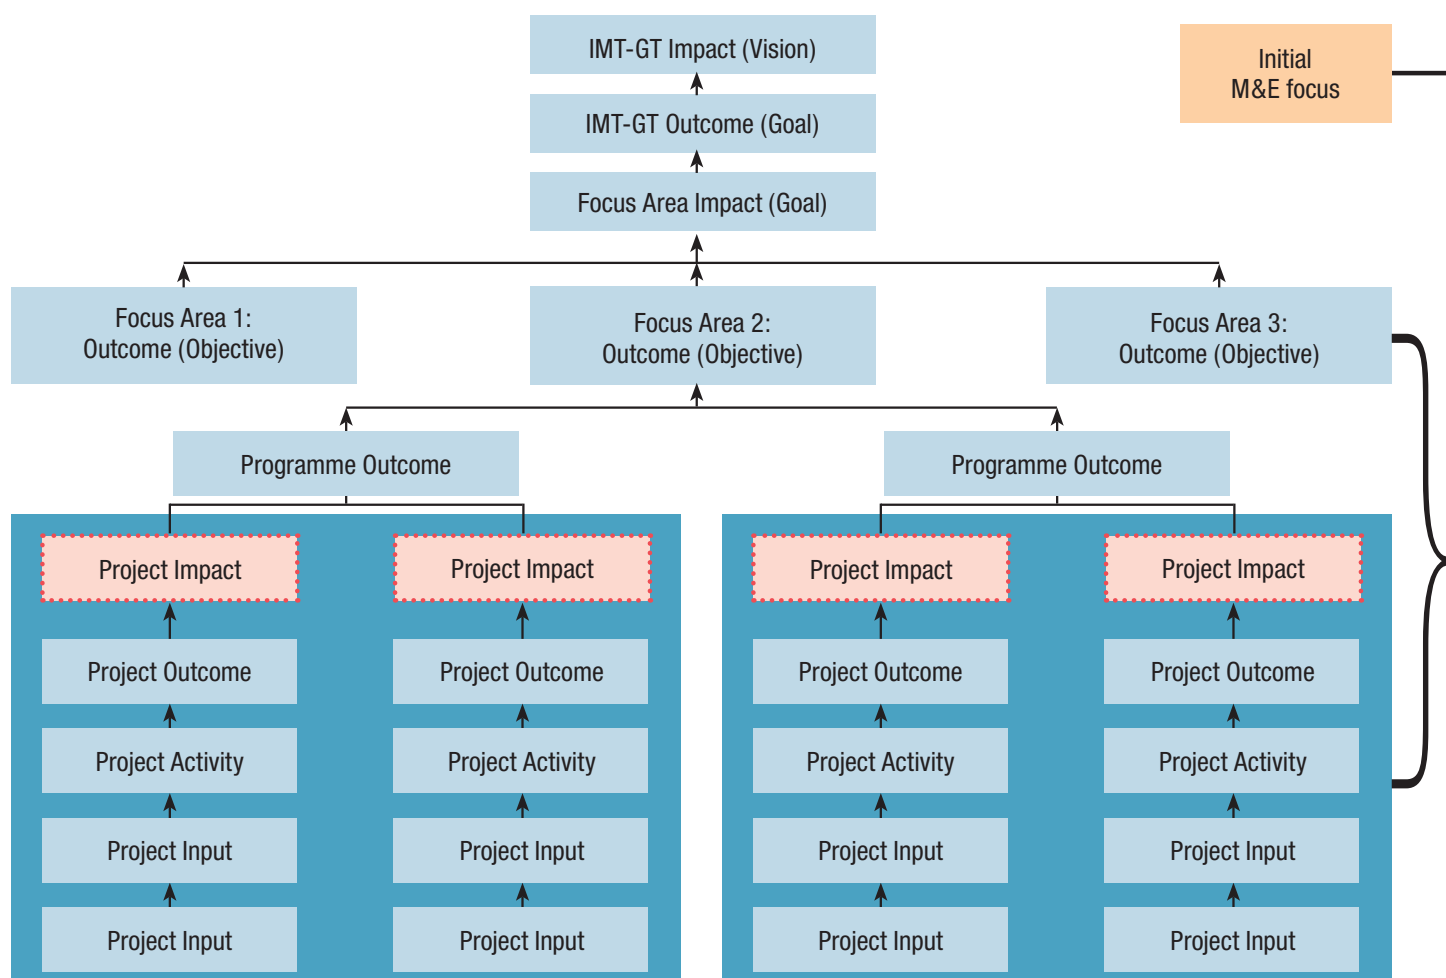 IMT-GT Impact (Vision)
Initial
M&E focus
IMT-GT Outcome (Goal)
Focus Area Impact (Goal)
Focus Area 1:
Outcome (Objective)
Focus Area 2:
Outcome (Objective)
Focus Area 3:
Outcome (Objective)
Programme Outcome
Programme Outcome
Project Impact
Project Impact
Project Impact
Project Impact
Project Outcome
Project Outcome
Project Outcome
Project Outcome
Project Activity
Project Activity
Project Activity
Project Activity
Project Input
Project Input
Project Input
Project Input
Project Input
Project Input
Project Input
Project Input